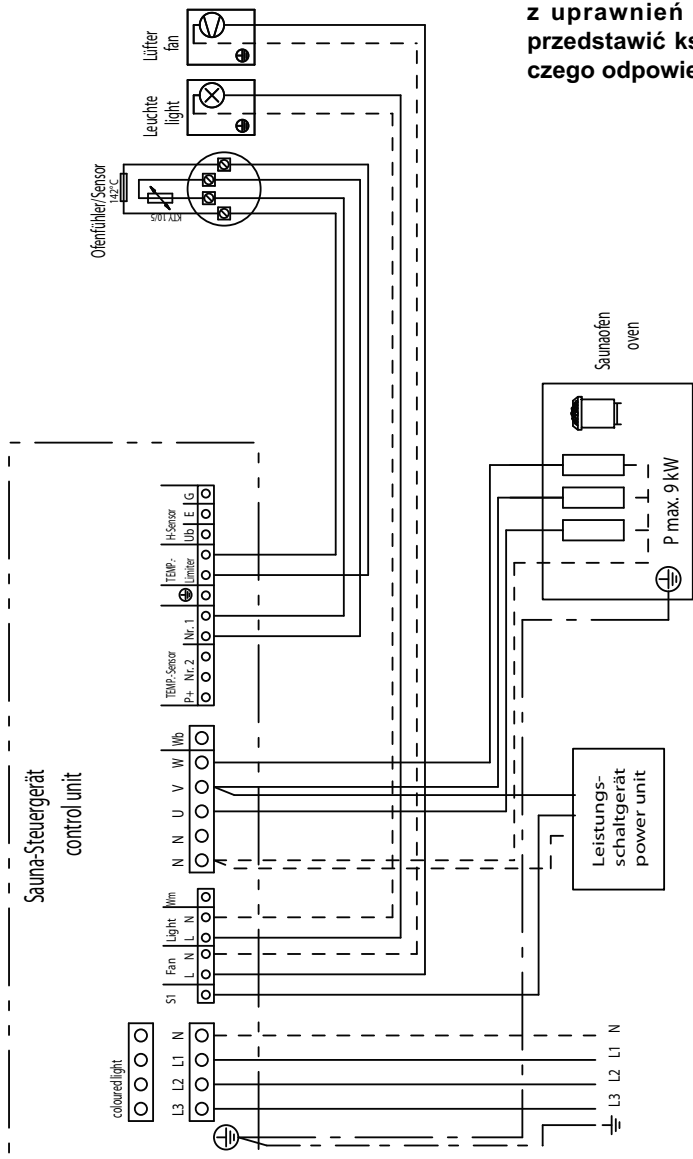 z uprawnień
przedstawić
czego
Lüfter
fan
Leuchte
light
Ofenfühler/Sensor
142°C
KTY 10/5
Sauna-Steuergerät
control unit
TEMP.-Sensor
P+ Nr. 2 Nr. 1
TEMP.-
Limiter
H-Sensor
Ub E G
N N U V W Wb
S1
Fan
L N
Light
L N
Wm
coloured light
L3 L2 L1 N
Saunaofen
oven
P max. 9 kW
Leistungs-
schaltgerät
power unit
L3 L2 L1 N